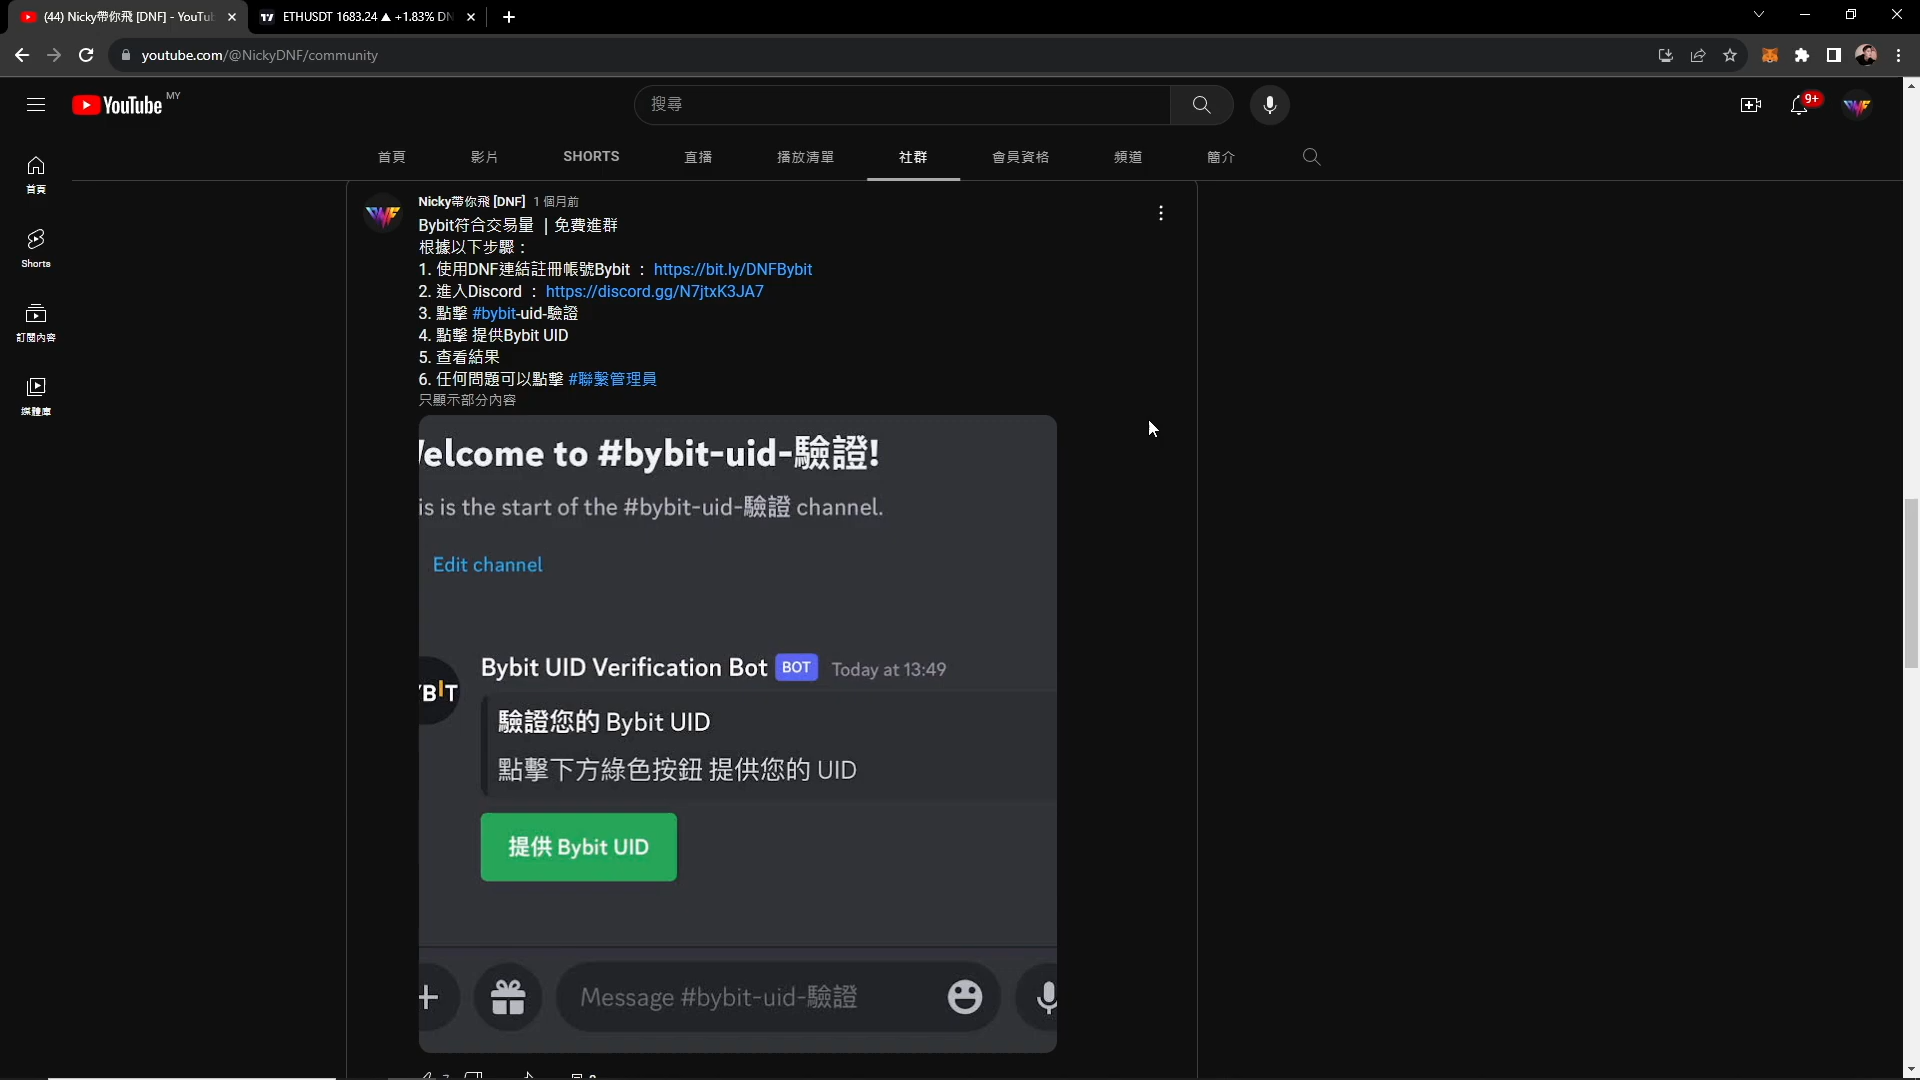 (44) Nicky帶你飛 [DNF] - YouTu
ETHUSDT 1683.24 ▲ +1.83% DN
youtube.com/@NickyDNF/community
YouTube MY
搜尋
9+
首頁
影片
SHORTS
直播
播放清單
社群
會員資格
頻道
簡介
首頁
Shorts
訂閱內容
媒體庫
Nicky帶你飛 [DNF] 1 個月前
Bybit符合交易量 | 免費進群
根據以下步驟：
1. 使用DNF連結註冊帳號Bybit ： https://bit.ly/DNFBybit
2. 進入Discord ： https://discord.gg/N7jtxK3JA7
3. 點擊 #bybit-uid-驗證
4. 點擊 提供Bybit UID
5. 查看結果
6. 任何問題可以點擊 #聯繫管理員
只顯示部分內容
elcome to #bybit-uid-驗證!
is is the start of the #bybit-uid-驗證 channel.
Edit channel
Bybit UID Verification Bot BOT Today at 13:49
YBIT
驗證您的 Bybit UID
點擊下方綠色按鈕 提供您的 UID
提供 Bybit UID
Message #bybit-uid-驗證